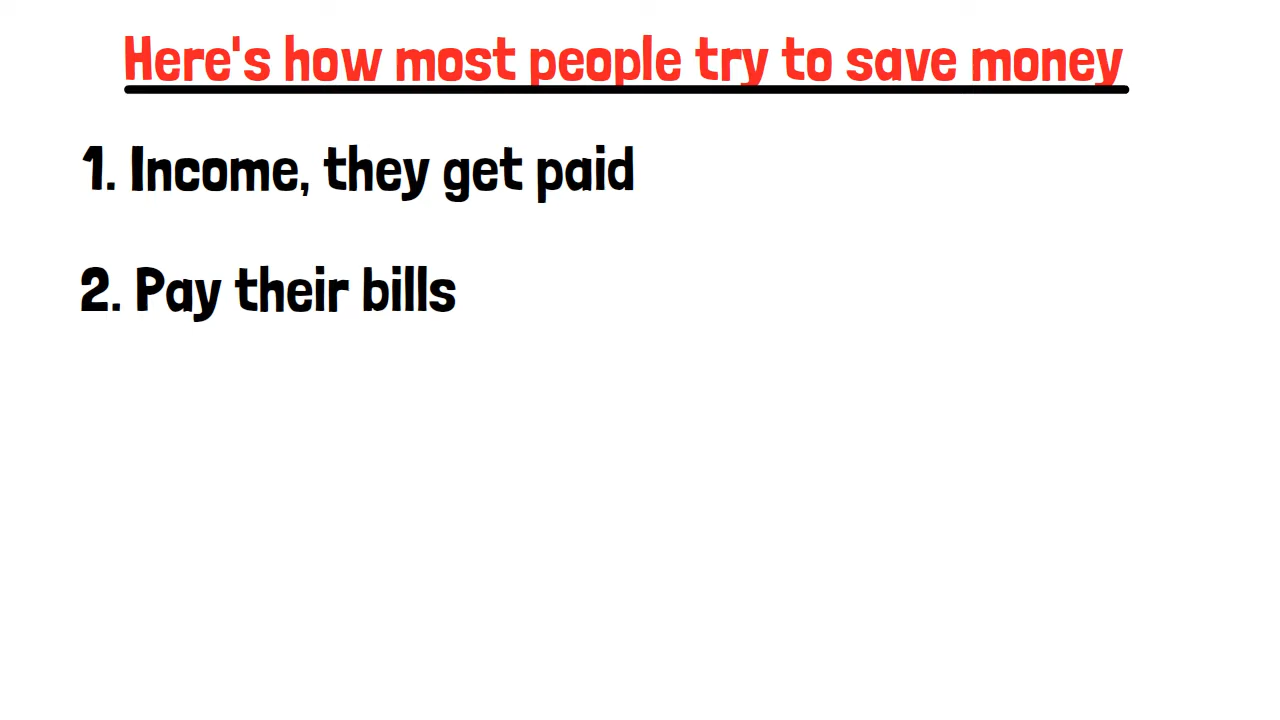 Here's how most people try to save money
1. Income, they get paid
2. Pay their bills